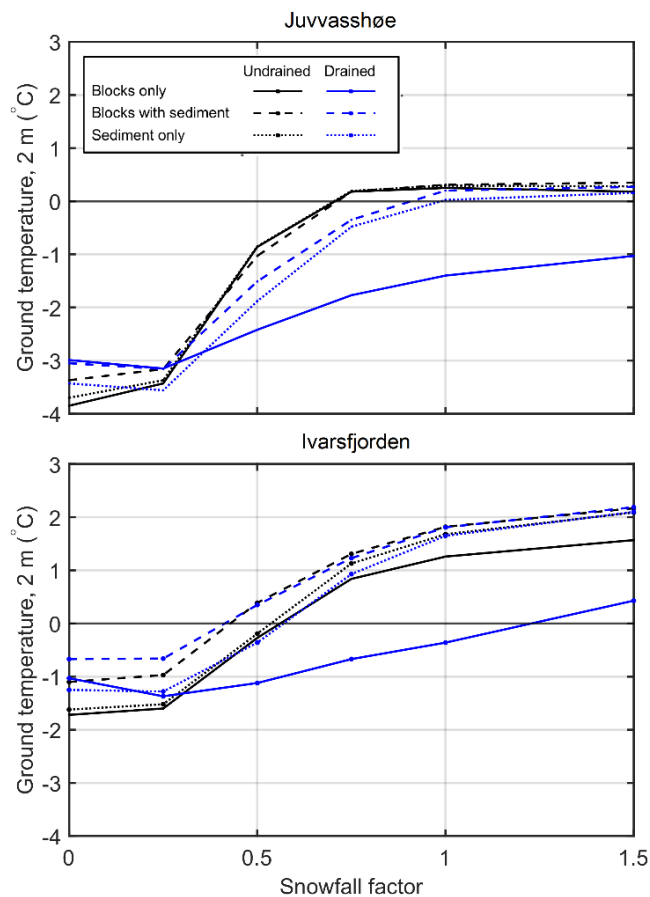 Juvvasshøe
Undrained Drained
Blocks only
Blocks with sediment
Sediment only
Ground temperature, 2 m (°C)
3
2
1
0
-1
-2
-3
-4
Ivarsfjorden
Ground temperature, 2 m (°C)
3
2
1
0
-1
-2
-3
-4
0 0.5 1 1.5
Snowfall factor